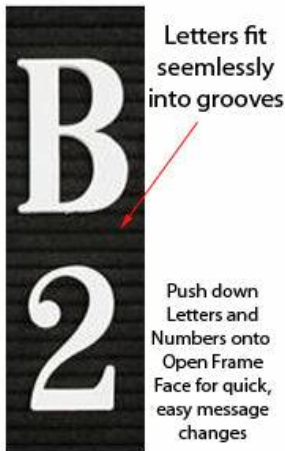 B
2
Letters fit
seemlessly
into grooves
Push down
Letters and
Numbers onto
Open Frame
Face for quick,
easy message
changes